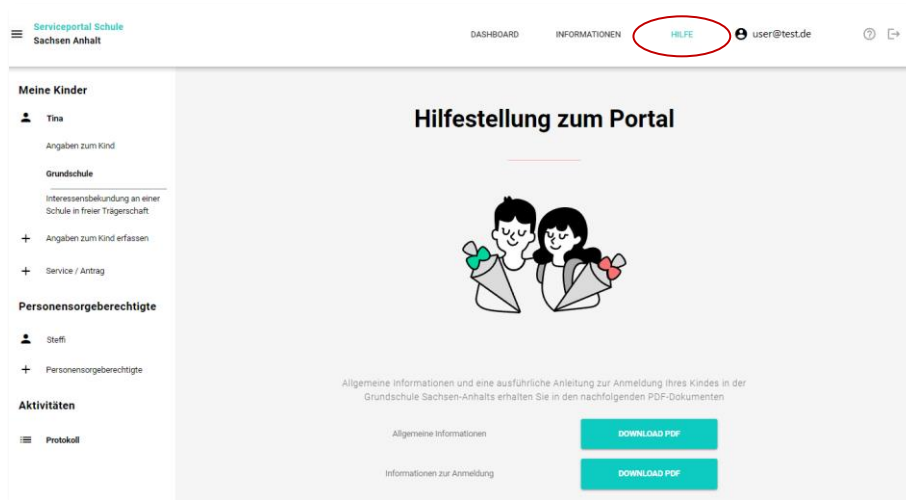 Serviceportal Schule
Sachsen Anhalt
DASHBOARD
INFORMATIONEN
HILFE
user@test.de
Meine Kinder
Tina
Angaben zum Kind
Grundschule
Interessensbekundung an einer
Schule in freier Trägerschaft
+ Angaben zum Kind erfassen
+ Service / Antrag
Personensorgeberechtigte
Steffi
+ Personensorgeberechtigte
Aktivitäten
Protokoll
Hilfestellung zum Portal
Allgemeine Informationen und eine ausführliche Anleitung zur Anmeldung Ihres Kindes in der
Grundschule Sachsen-Anhalts erhalten Sie in den nachfolgenden PDF-Dokumenten
Allgemeine Informationen
DOWNLOAD PDF
Informationen zur Anmeldung
DOWNLOAD PDF